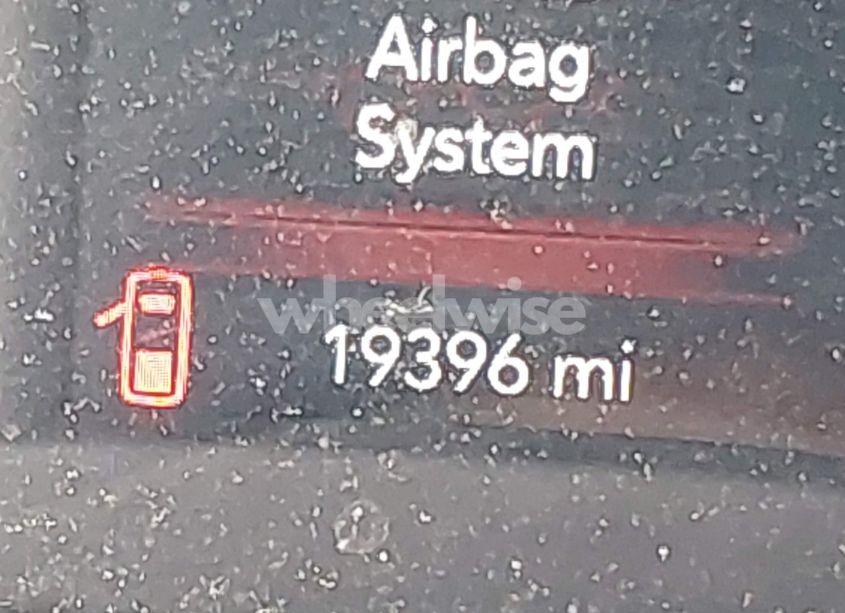 Airbag
System
wheelwise
19396 mi